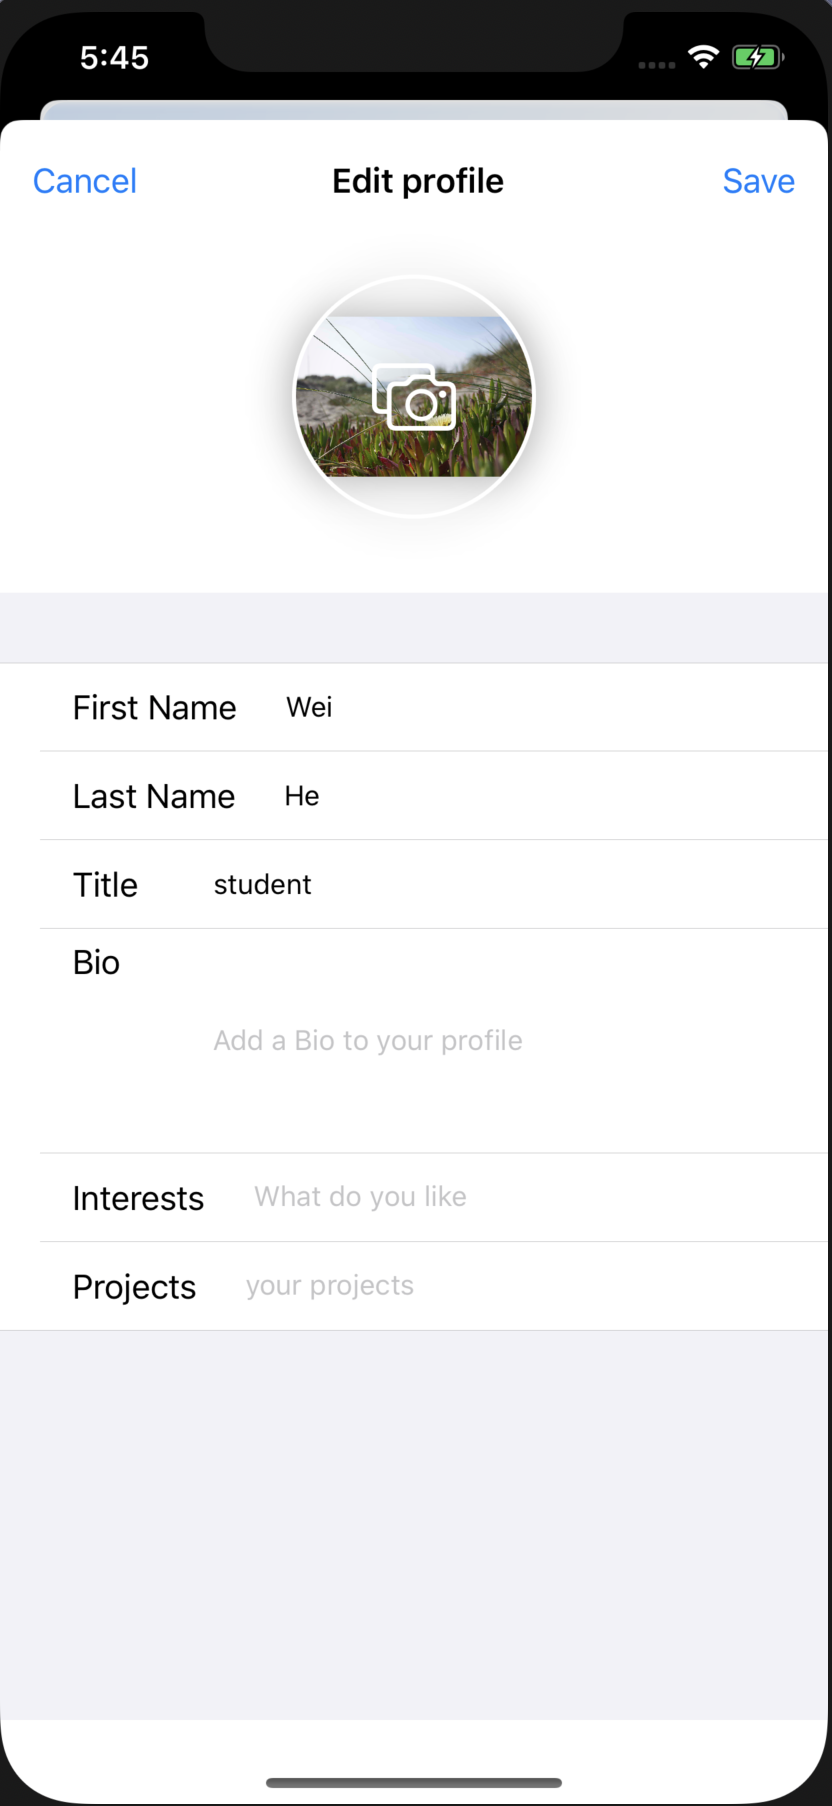 5:45
Cancel Edit profile Save
First Name Wei
Last Name He
Title student
Bio
Add a Bio to your profile
Interests What do you like
Projects your projects